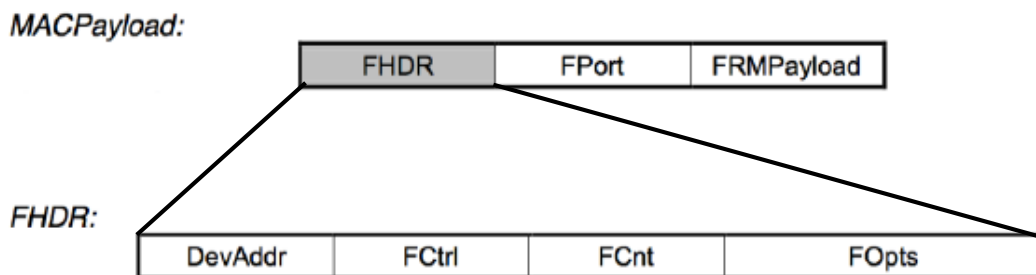 MACPayload:
FHDR FPort FRMPayload
FHDR:
DevAddr FCtrl FCnt FOpts